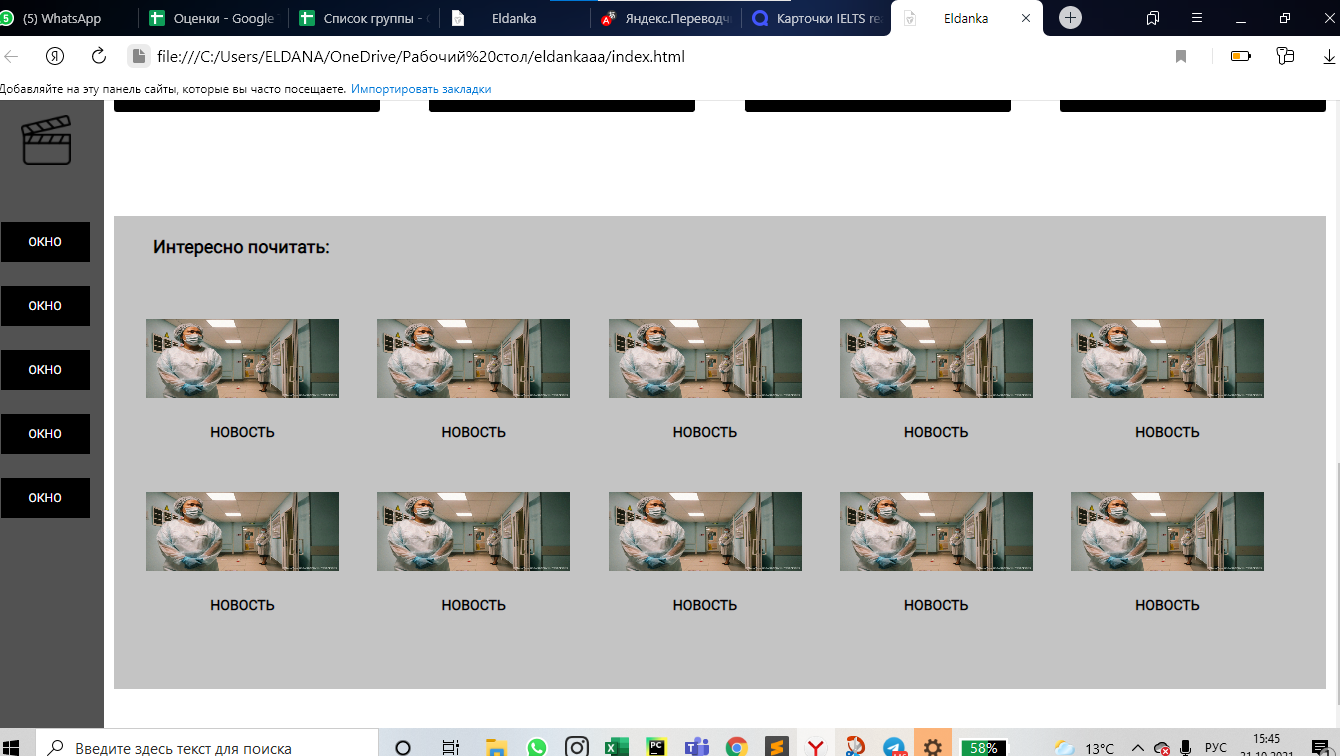 (5) WhatsApp
Оценки - Google
Список группы - G
Eldanka
Яндекс.Переводч
Карточки IELTS re
Eldanka
file:///C:/Users/ELDANA/OneDrive/Рабочий%20стол/eldankaaa/index.html
Добавляйте на эту панель сайты, которые вы часто посещаете. Импортировать закладки
Интересно почитать:
ОКНО
ОКНО
ОКНО
ОКНО
ОКНО
НОВОСТЬ НОВОСТЬ НОВОСТЬ НОВОСТЬ НОВОСТЬ
НОВОСТЬ НОВОСТЬ НОВОСТЬ НОВОСТЬ НОВОСТЬ
Введите здесь текст для поиска
PC
58%
13°C
РУС
15:45
21.10.2021